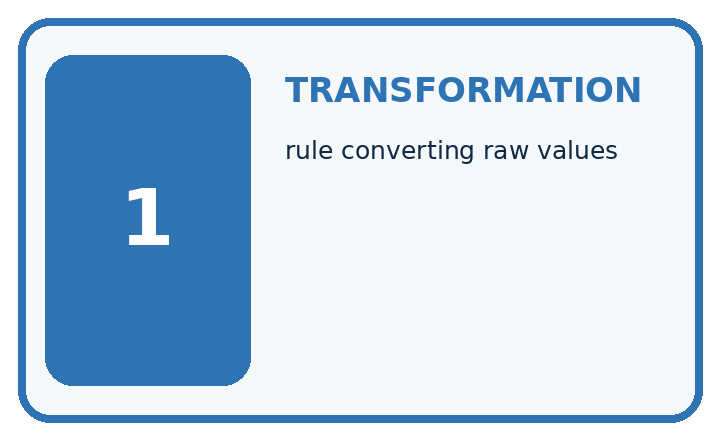 1
TRANSFORMATION
rule converting raw values